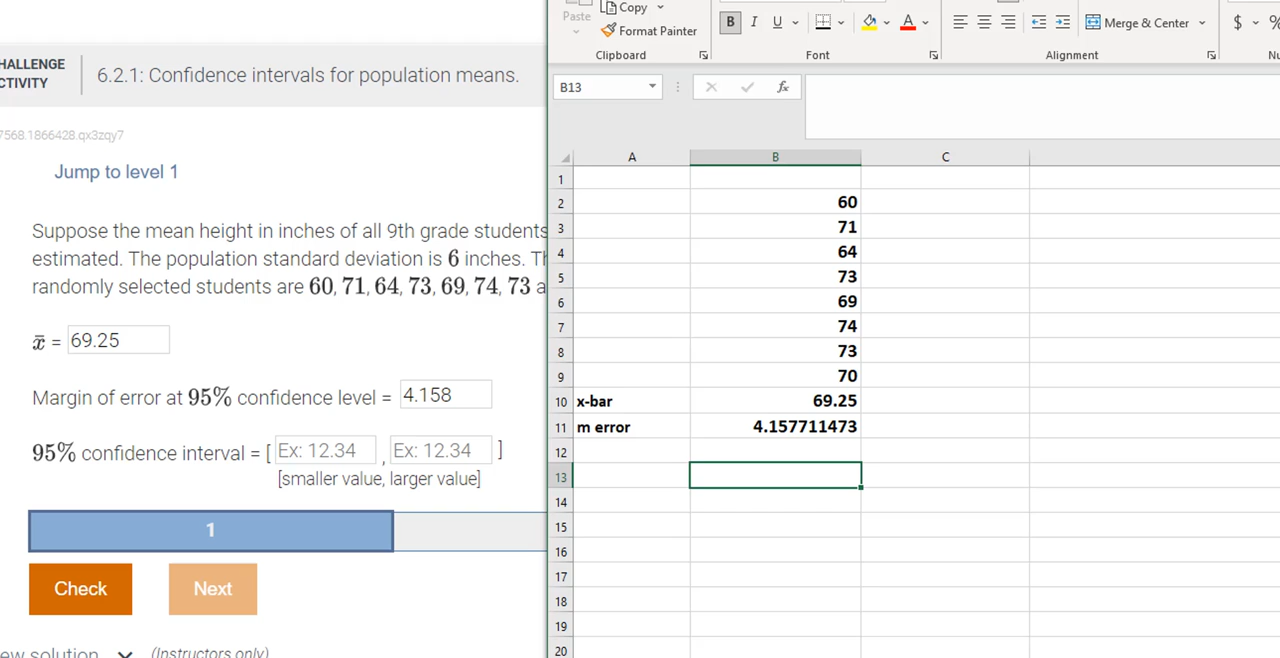 HALLENGE
CTIVITY
6.2.1: Confidence intervals for population means.
7568.1866428.qx3zqy7
Jump to level 1
Suppose the mean height in inches of all 9th grade students
estimated. The population standard deviation is 6 inches. Th
randomly selected students are 60, 71, 64, 73, 69, 74, 73 a
x̄ = 69.25
Margin of error at 95% confidence level = 4.158
95% confidence interval = [ Ex: 12.34 , Ex: 12.34 ]
[smaller value, larger value]
1
Check Next
ew solution (Instructors only)
Paste Copy
Format Painter
B I U A Merge & Center $ %
Clipboard Font Alignment Nu
B13 fx
A B C
1
2 60
3 71
4 64
5 73
6 69
7 74
8 73
9 70
10 x-bar 69.25
11 m error 4.157711473
12
13
14
15
16
17
18
19
20